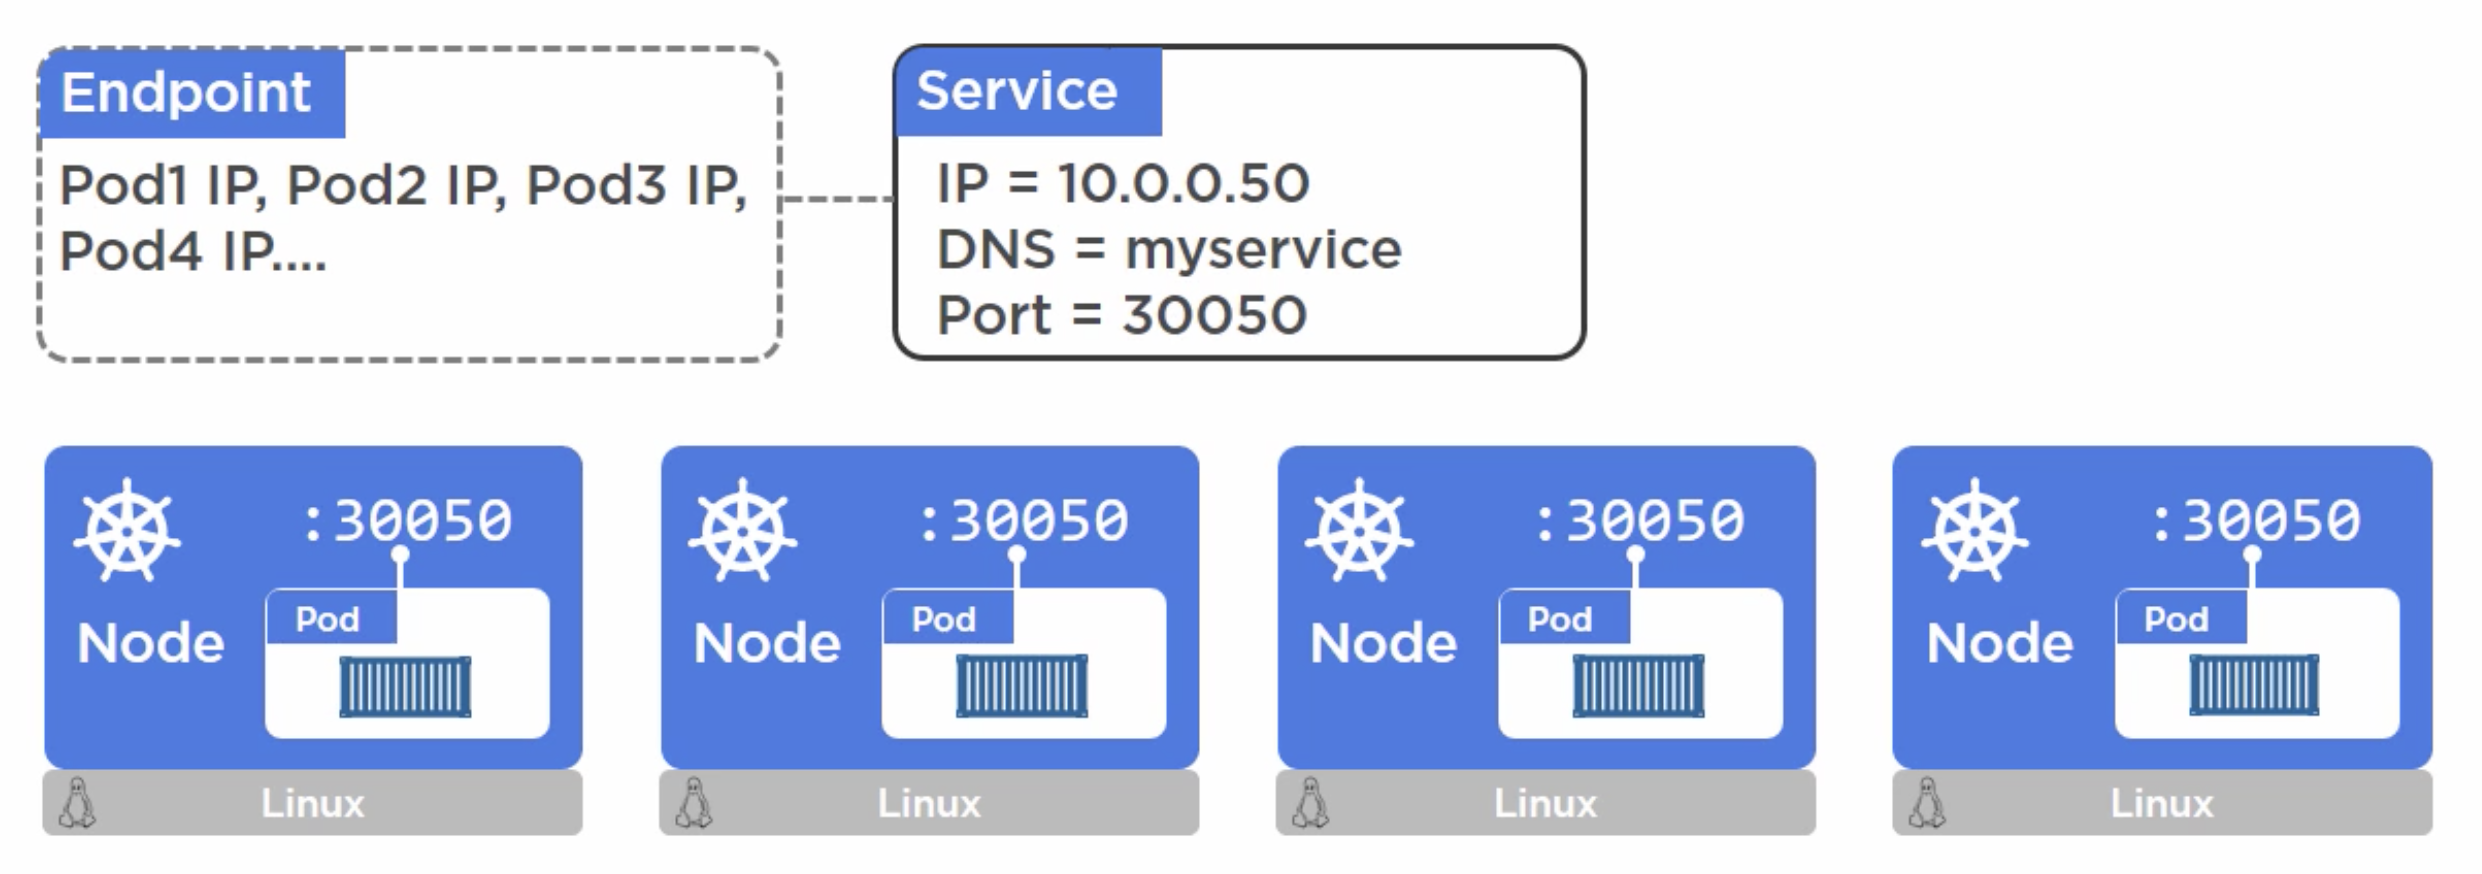 Endpoint
Pod1 IP, Pod2 IP, Pod3 IP,
Pod4 IP....
Service
IP = 10.0.0.50
DNS = myservice
Port = 30050
:30050
Pod
Node
Linux
:30050
Pod
Node
Linux
:30050
Pod
Node
Linux
:30050
Pod
Node
Linux